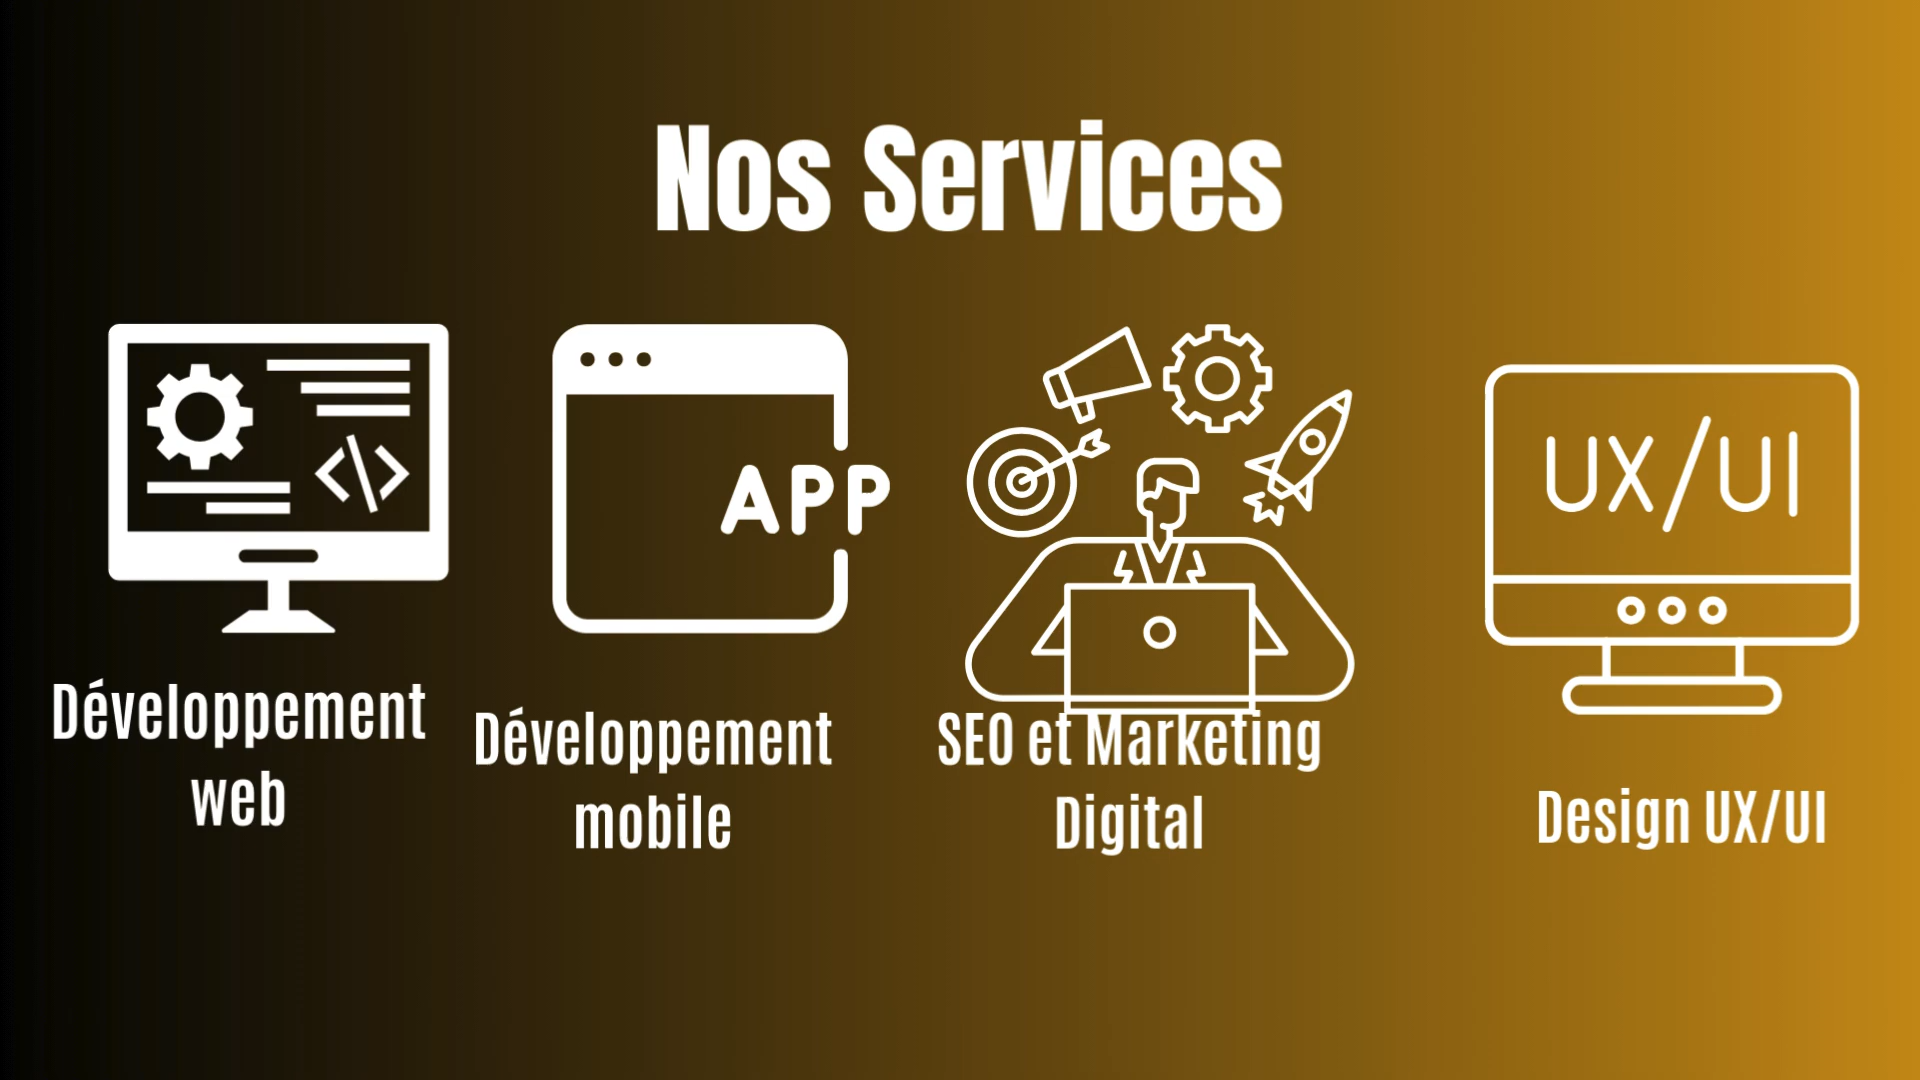 Nos Services
APP
UX/UI
Développement
web
Développement
mobile
SEO et Marketing
Digital
Design UX/UI